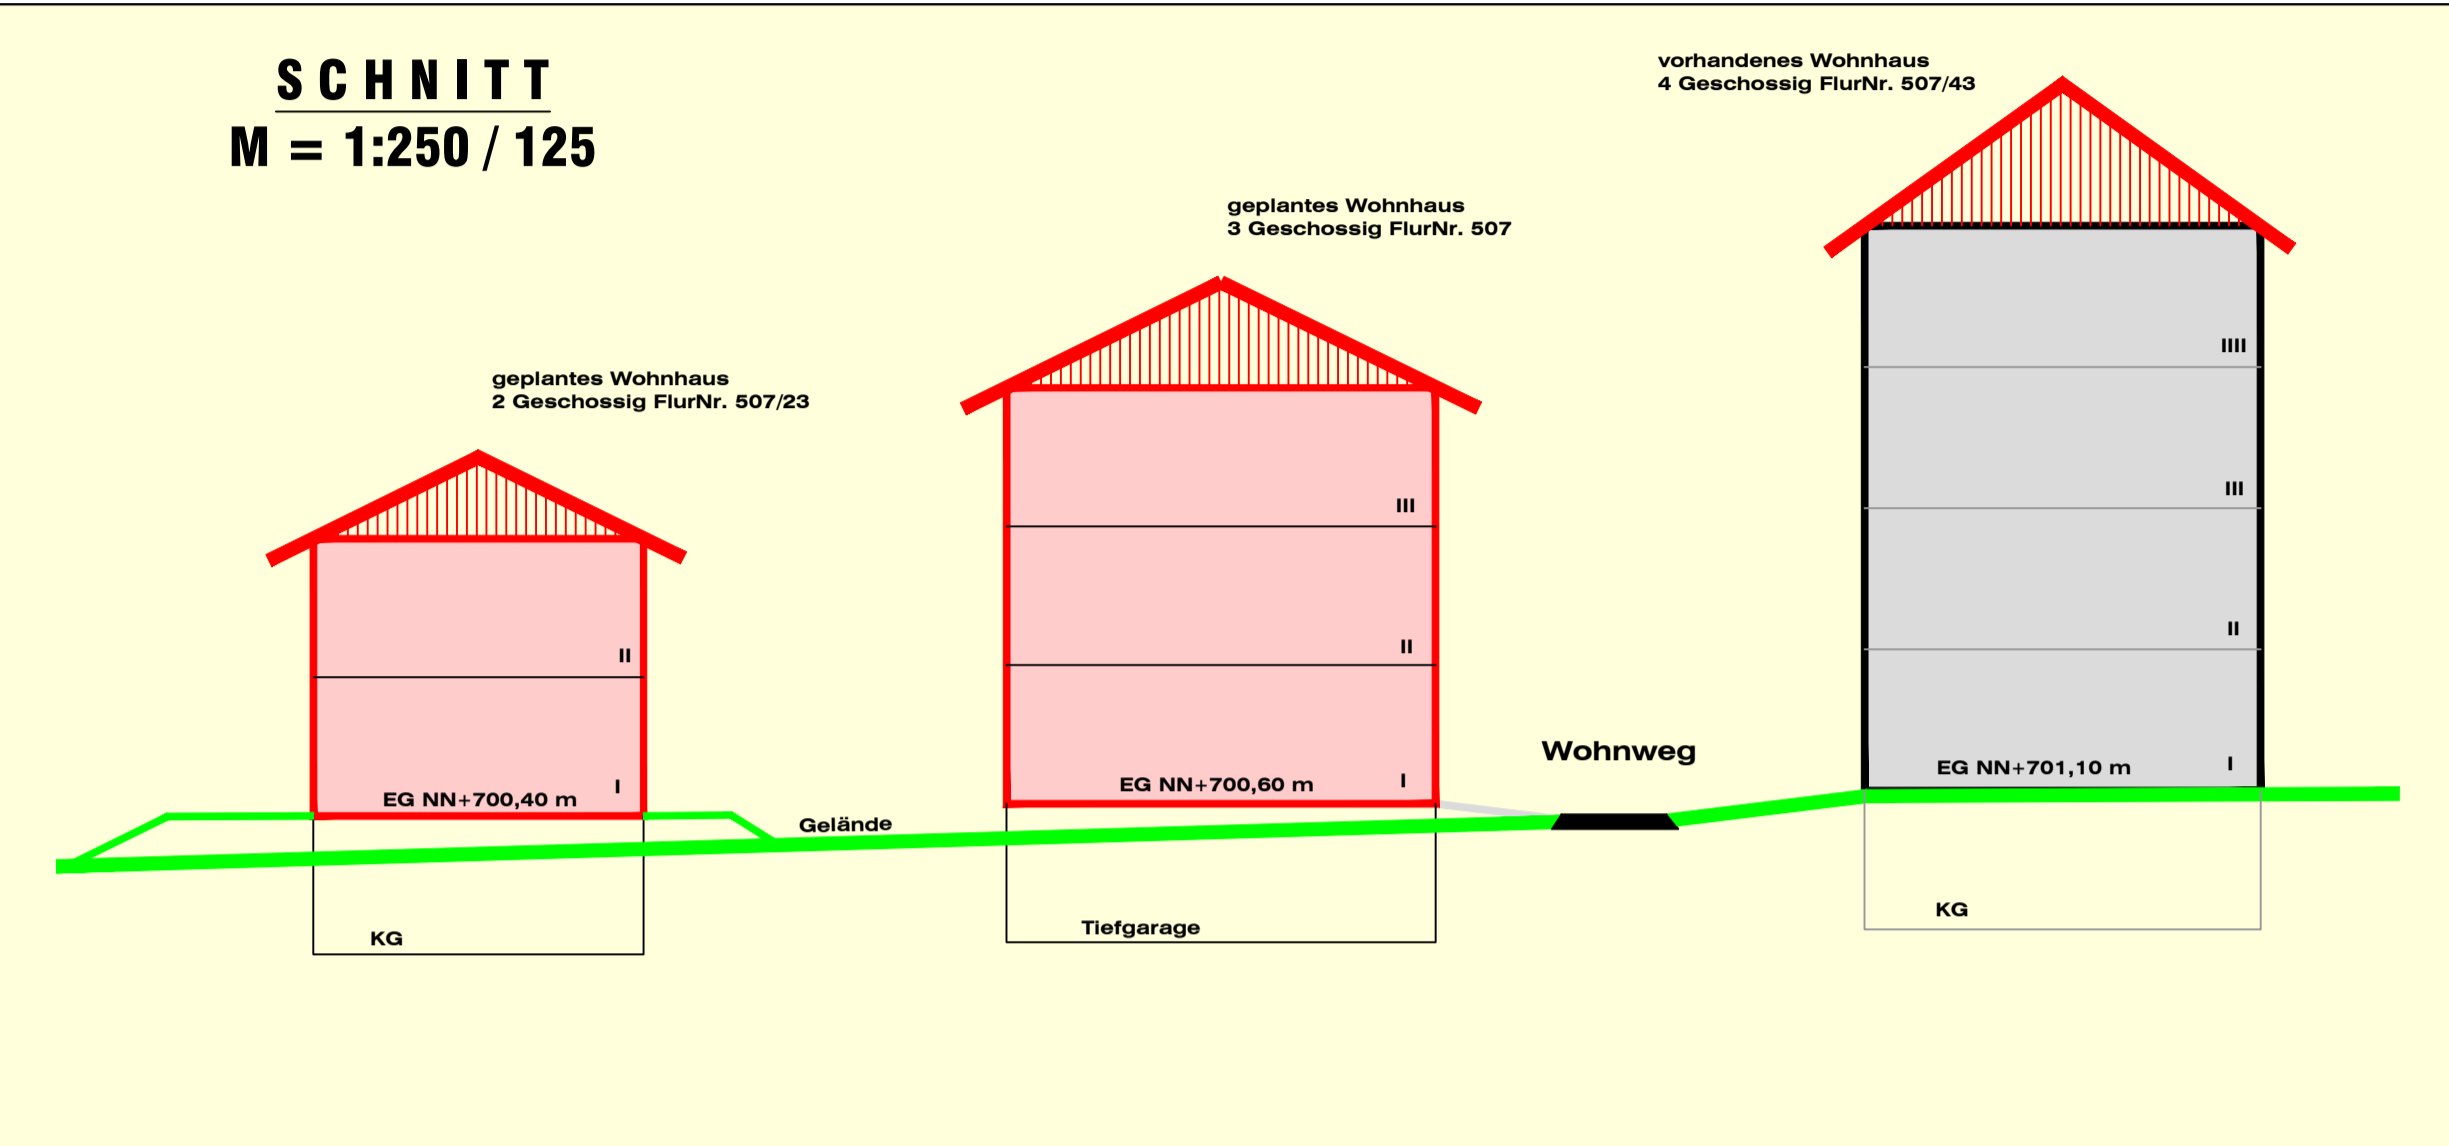 SCHNITT
M = 1:250 / 125
vorhandenes Wohnhaus
4 Geschossig FlurNr. 507/43
geplantes Wohnhaus
3 Geschossig FlurNr. 507
geplantes Wohnhaus
2 Geschossig FlurNr. 507/23
II
I
EG NN+700,40 m
KG
Gelände
III
II
I
EG NN+700,60 m
Tiefgarage
Wohnweg
IIII
III
II
I
EG NN+701,10 m
KG